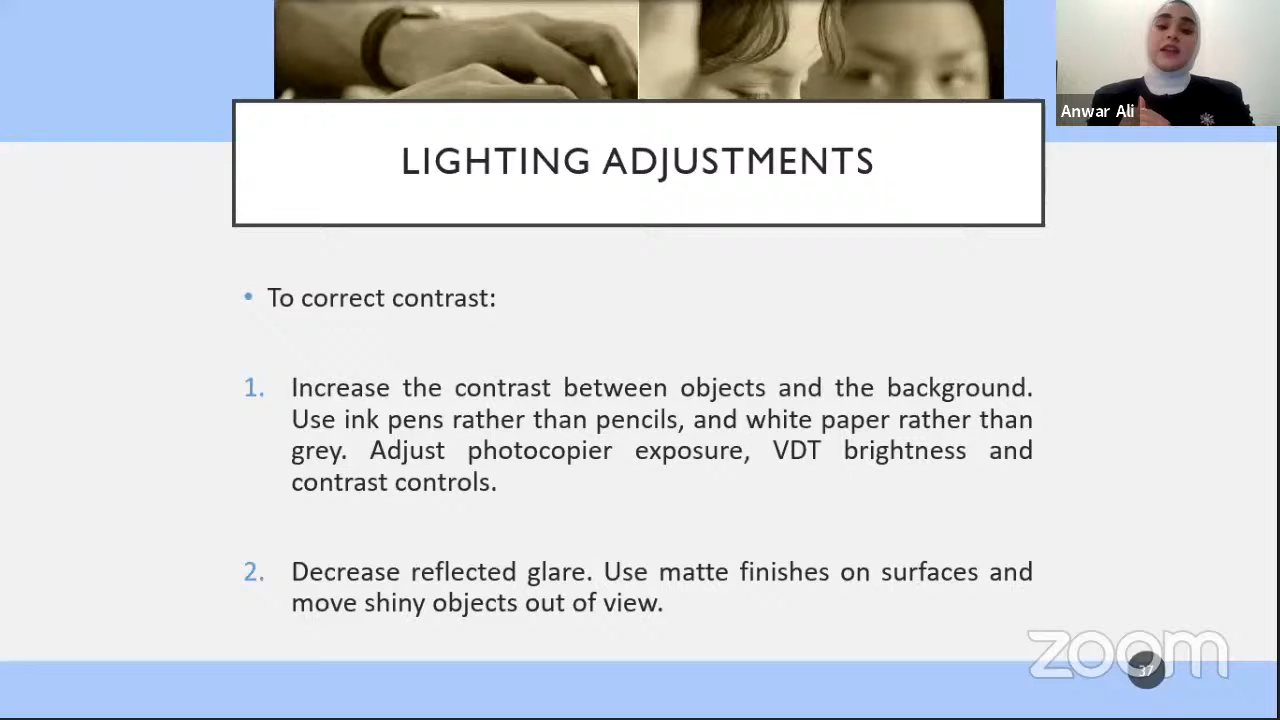 Anwar Ali
LIGHTING ADJUSTMENTS
• To correct contrast:
1. Increase the contrast between objects and the background.
Use ink pens rather than pencils, and white paper rather than
grey. Adjust photocopier exposure, VDT brightness and
contrast controls.
2. Decrease reflected glare. Use matte finishes on surfaces and
move shiny objects out of view.
zoom
37